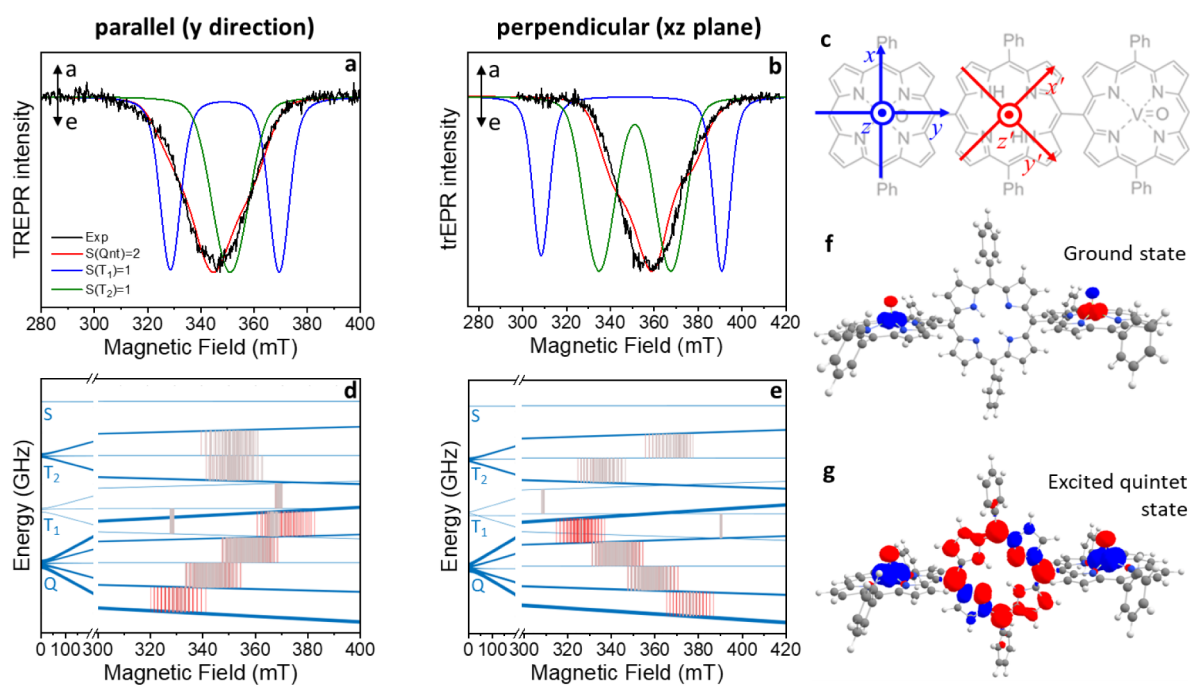 parallel (y direction)
perpendicular (xz plane)
a
a
e
TREPR intensity
Exp
S(Qnt)=2
S(T₁)=1
S(T₂)=1
280 300 320 340 360 380 400
Magnetic Field (mT)
b
a
e
trEPR intensity
280 300 320 340 360 380 400 420
Magnetic Field (mT)
c
Ph Ph Ph
x
y
z
N N N N
O
NH N
N HN
x'
y'
z'
N N
V=O
N N
Ph Ph Ph
d
S
T₂
T₁
Q
Energy (GHz)
0 100 300 320 340 360 380 400
Magnetic Field (mT)
e
S
T₂
T₁
Q
Energy (GHz)
0 100 300 320 340 360 380 400 420
Magnetic Field (mT)
f
Ground state
g
Excited quintet
state